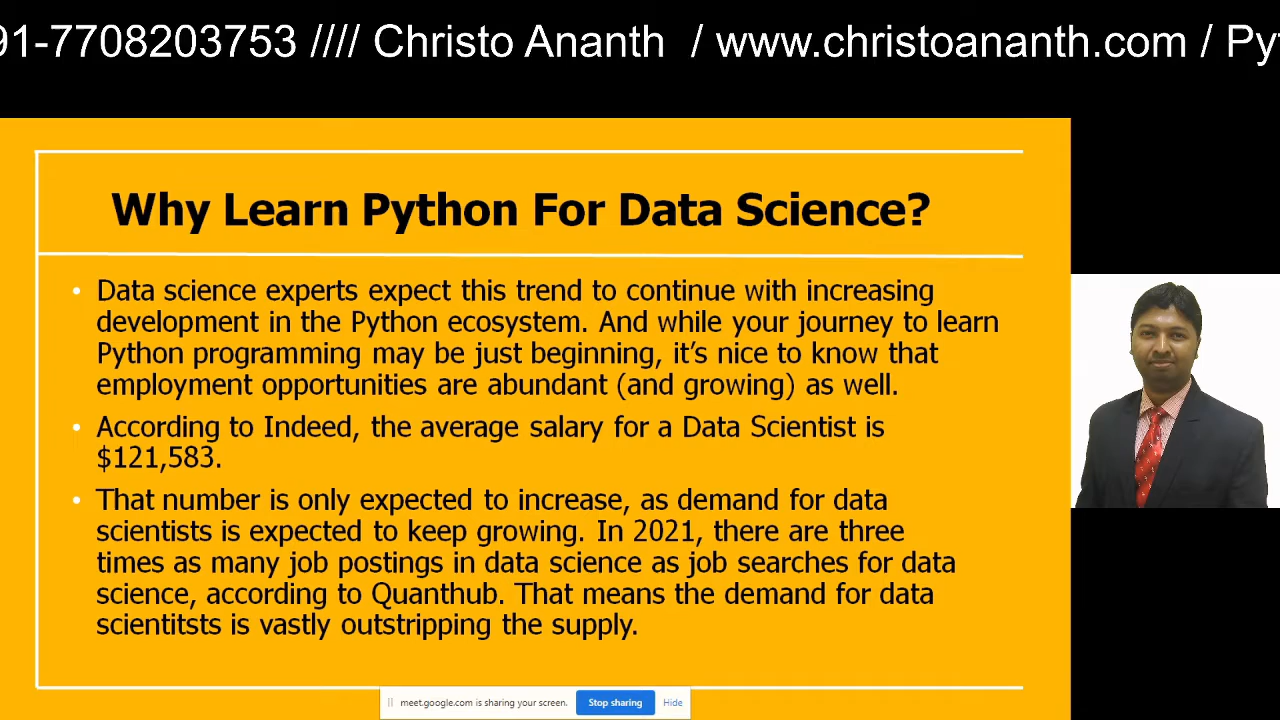 91-7708203753 //// Christo Ananth / www.christoananth.com / Py
Why Learn Python For Data Science?
• Data science experts expect this trend to continue with increasing
development in the Python ecosystem. And while your journey to learn
Python programming may be just beginning, it’s nice to know that
employment opportunities are abundant (and growing) as well.
• According to Indeed, the average salary for a Data Scientist is
$121,583.
• That number is only expected to increase, as demand for data
scientists is expected to keep growing. In 2021, there are three
times as many job postings in data science as job searches for data
science, according to Quanthub. That means the demand for data
scientitsts is vastly outstripping the supply.
meet.google.com is sharing your screen. Stop sharing Hide